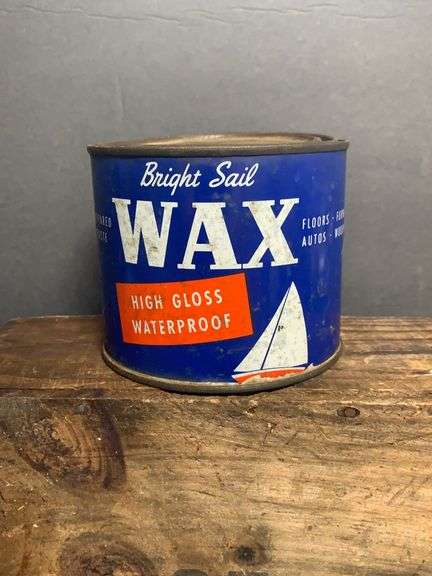 Bright Sail
WAX
FLOORS
AUTOS
HIGH GLOSS
WATERPROOF